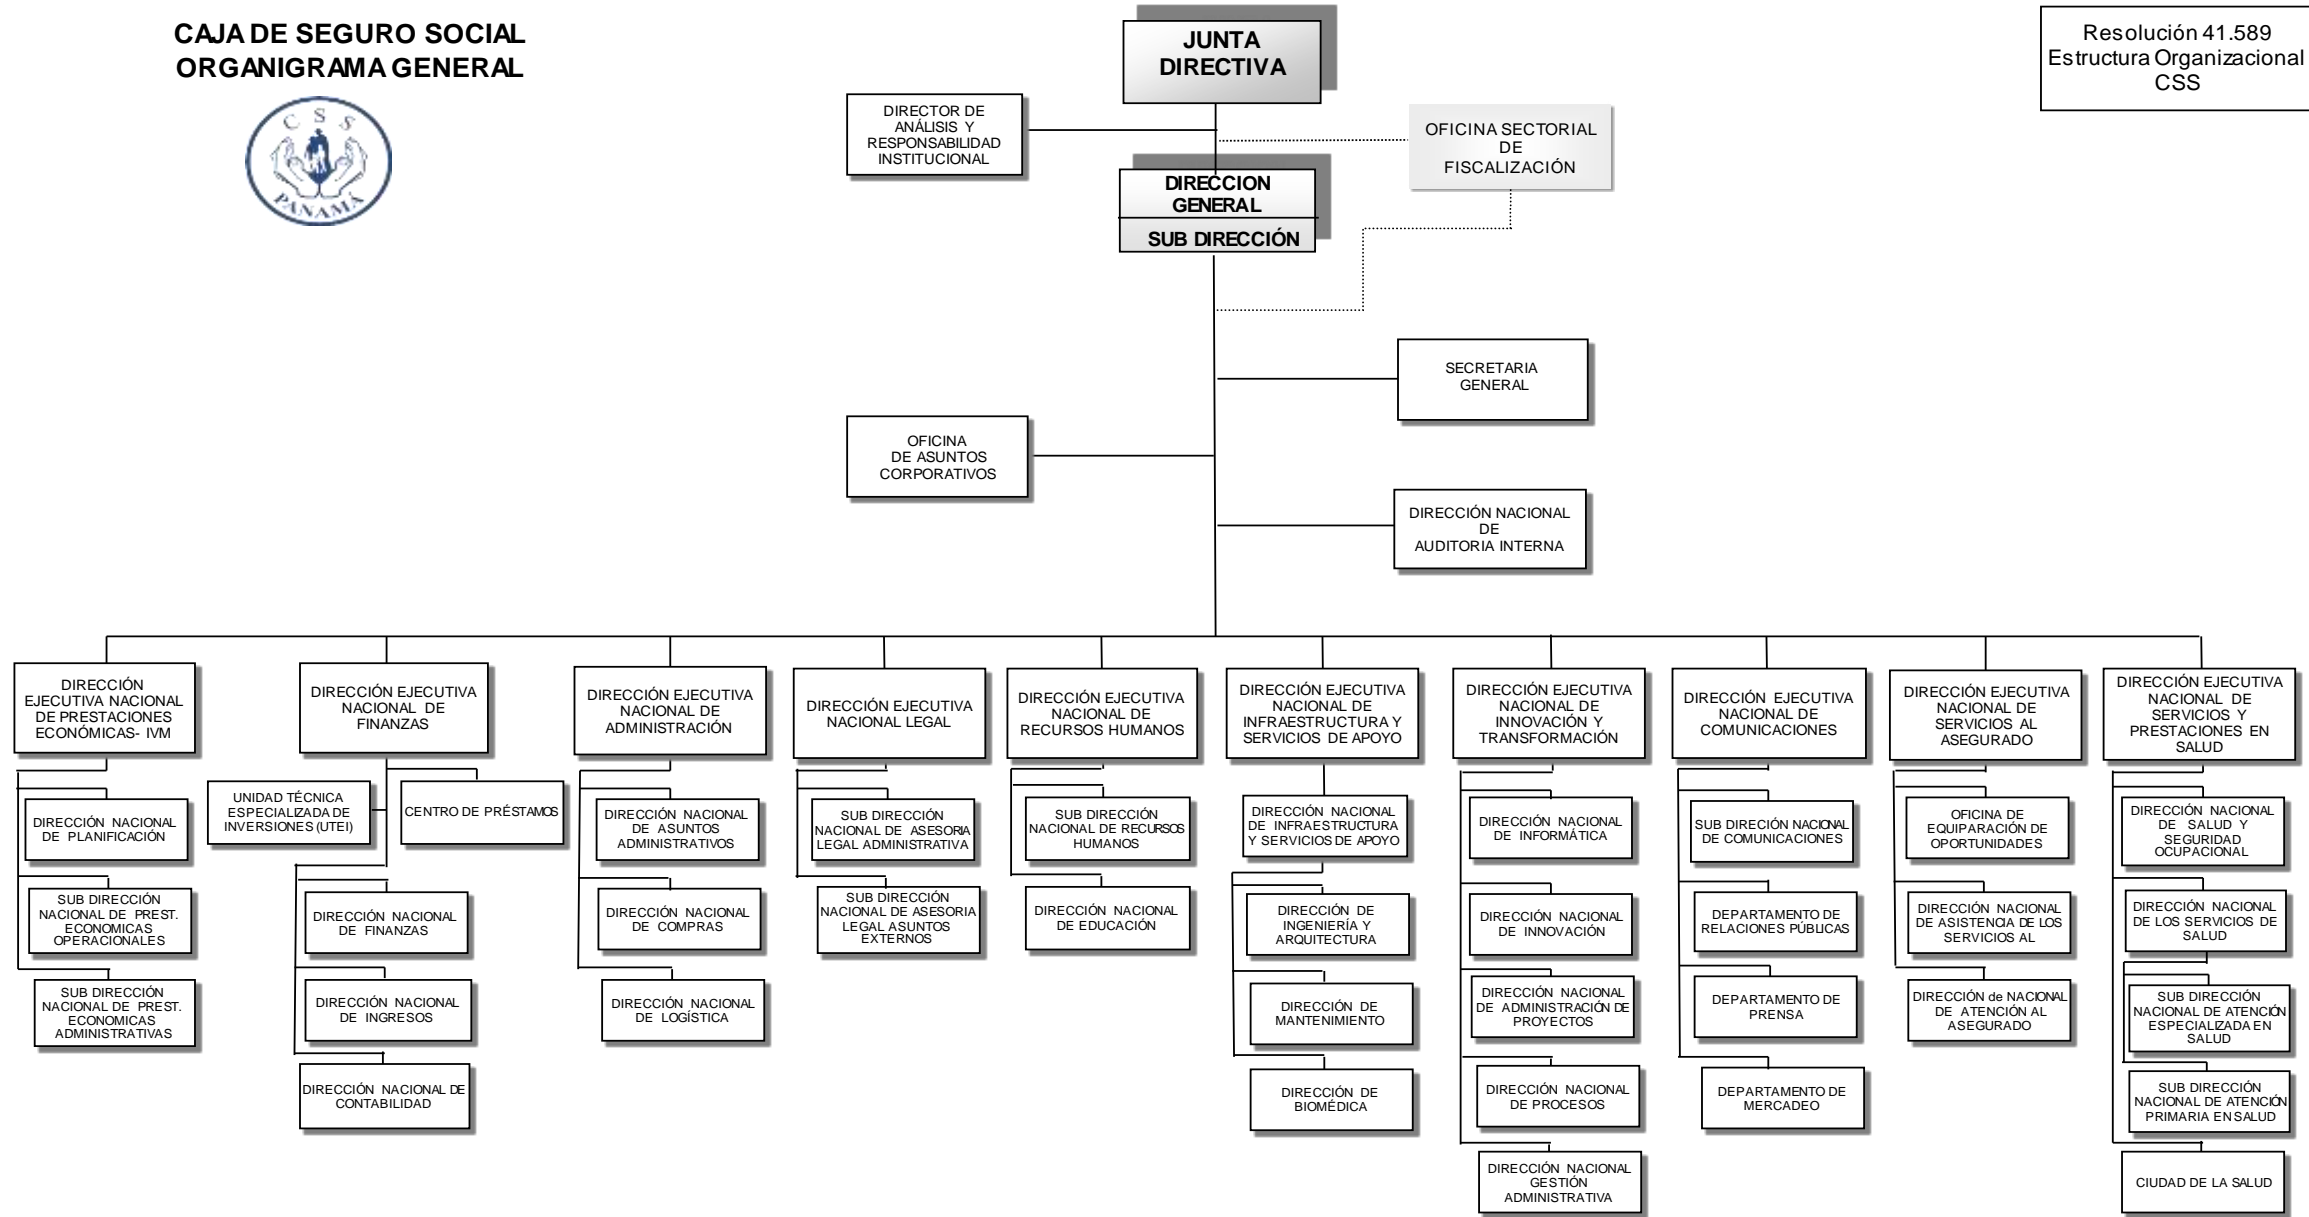 CAJA DE SEGURO SOCIAL
ORGANIGRAMA GENERAL
C S S
PANAMÁ
JUNTA
DIRECTIVA
Resolución 41.589
Estructura Organizacional
CSS
DIRECTOR DE
ANÁLISIS Y
RESPONSABILIDAD
INSTITUCIONAL
OFICINA SECTORIAL
DE
FISCALIZACIÓN
DIRECCION
GENERAL
SUB DIRECCIÓN
SECRETARIA
GENERAL
OFICINA
DE ASUNTOS
CORPORATIVOS
DIRECCIÓN NACIONAL
DE
AUDITORIA INTERNA
DIRECCIÓN
EJECUTIVA NACIONAL
DE PRESTACIONES
ECONÓMICAS- IVM
DIRECCIÓN NACIONAL
DE PLANIFICACIÓN
SUB DIRECCIÓN
NACIONAL DE PREST.
ECONOMICAS
OPERACIONALES
SUB DIRECCIÓN
NACIONAL DE PREST.
ECONOMICAS
ADMINISTRATIVAS
DIRECCIÓN EJECUTIVA
NACIONAL DE
FINANZAS
UNIDAD TÉCNICA
ESPECIALIZADA DE
INVERSIONES (UTEI)
CENTRO DE PRÉSTAMOS
DIRECCIÓN NACIONAL
DE FINANZAS
DIRECCIÓN NACIONAL
DE INGRESOS
DIRECCIÓN NACIONAL DE
CONTABILIDAD
DIRECCIÓN EJECUTIVA
NACIONAL DE
ADMINISTRACIÓN
DIRECCIÓN NACIONAL
DE ASUNTOS
ADMINISTRATIVOS
DIRECCIÓN NACIONAL
DE COMPRAS
DIRECCIÓN NACIONAL
DE LOGÍSTICA
DIRECCIÓN EJECUTIVA
NACIONAL LEGAL
SUB DIRECCIÓN
NACIONAL DE ASESORIA
LEGAL ADMINISTRATIVA
SUB DIRECCIÓN
NACIONAL DE ASESORIA
LEGAL ASUNTOS
EXTERNOS
DIRECCIÓN EJECUTIVA
NACIONAL DE
RECURSOS HUMANOS
SUB DIRECCIÓN
NACIONAL DE RECURSOS
HUMANOS
DIRECCIÓN NACIONAL
DE EDUCACIÓN
DIRECCIÓN EJECUTIVA
NACIONAL DE
INFRAESTRUCTURA Y
SERVICIOS DE APOYO
DIRECCIÓN NACIONAL
DE INFRAESTRUCTURA
Y SERVICIOS DE APOYO
DIRECCIÓN DE
INGENIERÍA Y
ARQUITECTURA
DIRECCIÓN DE
MANTENIMIENTO
DIRECCIÓN DE
BIOMÉDICA
DIRECCIÓN EJECUTIVA
NACIONAL DE
INNOVACIÓN Y
TRANSFORMACIÓN
DIRECCIÓN NACIONAL
DE INFORMÁTICA
DIRECCIÓN NACIONAL
DE INNOVACIÓN
DIRECCIÓN NACIONAL
DE ADMINISTRACIÓN DE
PROYECTOS
DIRECCIÓN NACIONAL
DE PROCESOS
DIRECCIÓN NACIONAL
GESTIÓN
ADMINISTRATIVA
DIRECCIÓN EJECUTIVA
NACIONAL DE
COMUNICACIONES
SUB DIRECIÓN NACIONAL
DE COMUNICACIONES
DEPARTAMENTO DE
RELACIONES PÚBLICAS
DEPARTAMENTO DE
PRENSA
DEPARTAMENTO DE
MERCADEO
DIRECCIÓN EJECUTIVA
NACIONAL DE
SERVICIOS AL
ASEGURADO
OFICINA DE
EQUIPARACIÓN DE
OPORTUNIDADES
DIRECCIÓN NACIONAL
DE ASISTENCIA DE LOS
SERVICIOS AL
DIRECCIÓN de NACIONAL
DE ATENCIÓN AL
ASEGURADO
DIRECCIÓN EJECUTIVA
NACIONAL DE
SERVICIOS Y
PRESTACIONES EN
SALUD
DIRECCIÓN NACIONAL
DE SALUD Y
SEGURIDAD
OCUPACIONAL
DIRECCIÓN NACIONAL
DE LOS SERVICIOS DE
SALUD
SUB DIRECCIÓN
NACIONAL DE ATENCIÓN
ESPECIALIZADA EN
SALUD
SUB DIRECCIÓN
NACIONAL DE ATENCIÓN
PRIMARIA EN SALUD
CIUDAD DE LA SALUD